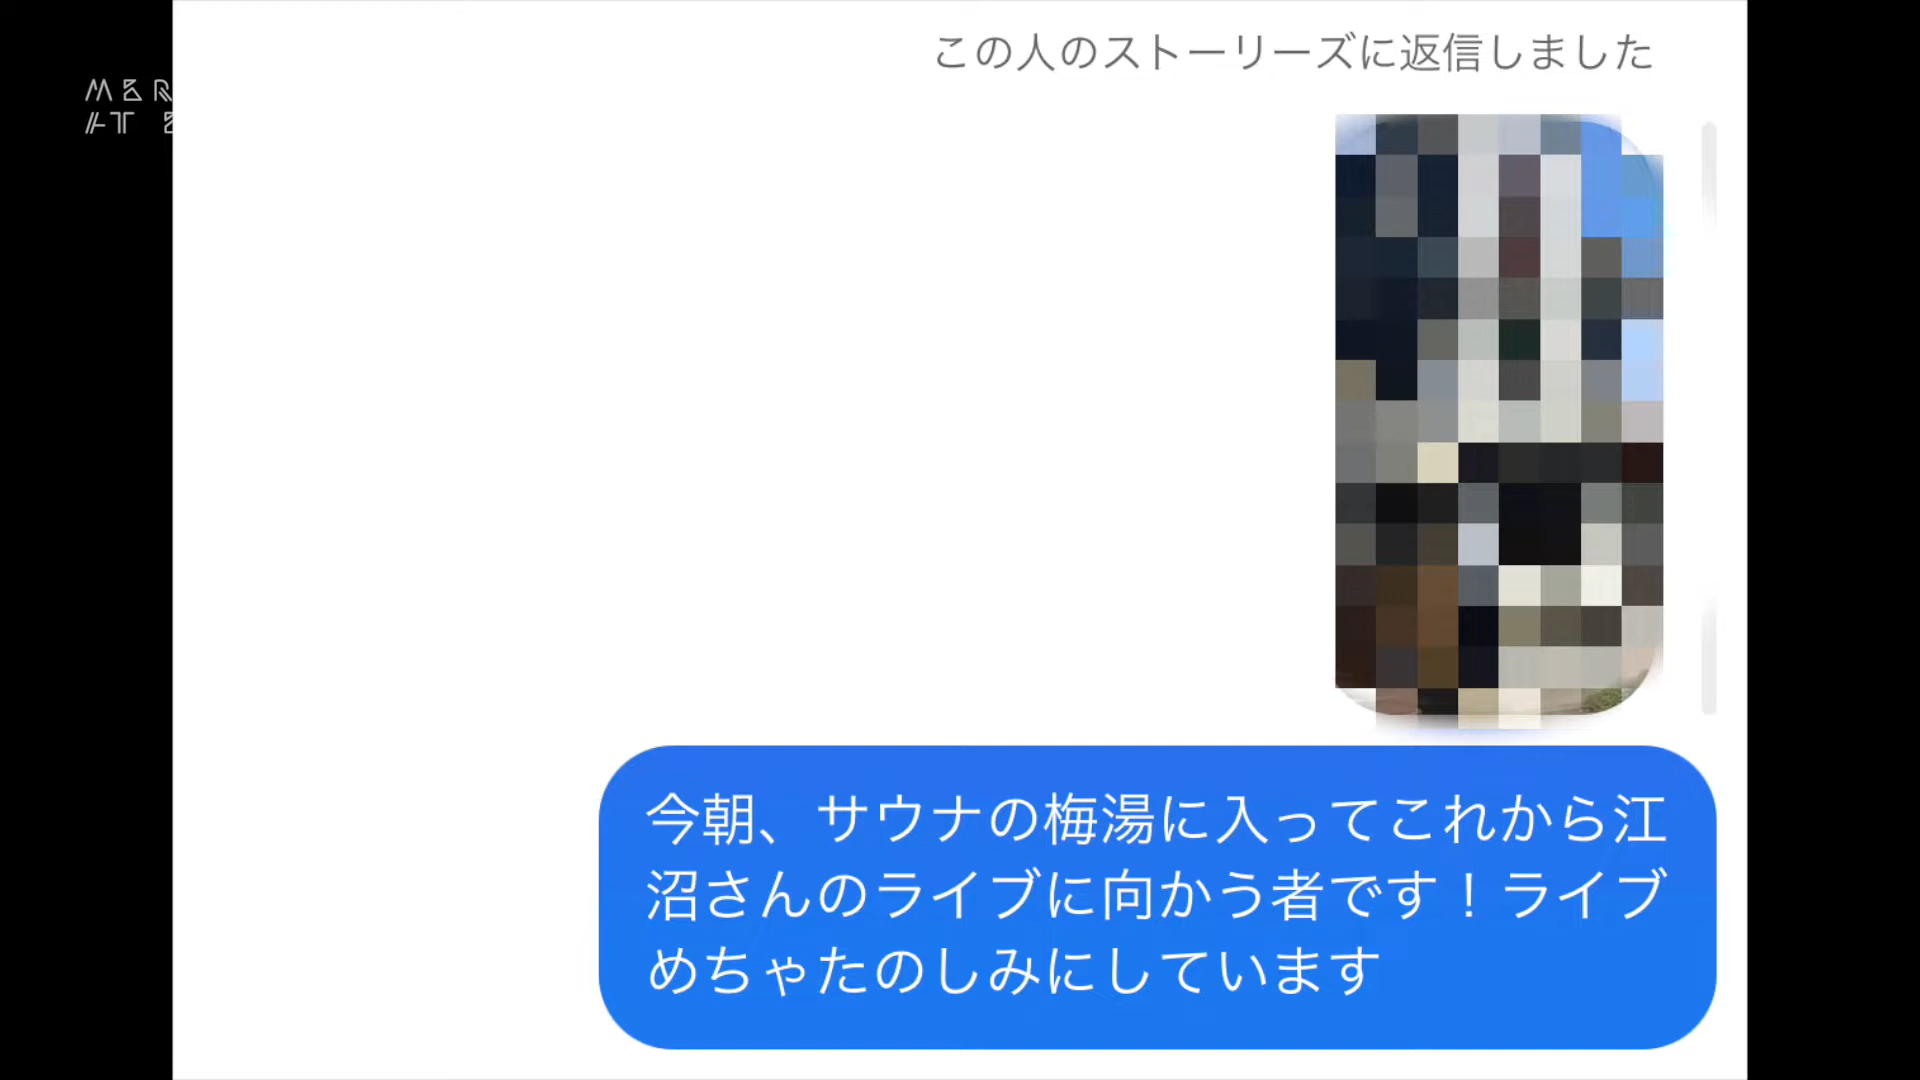 この人のストーリーズに返信しました
今朝、サウナの梅湯に入ってこれから江
沼さんのライブに向かう者です！ライブ
めちゃたのしみにしています